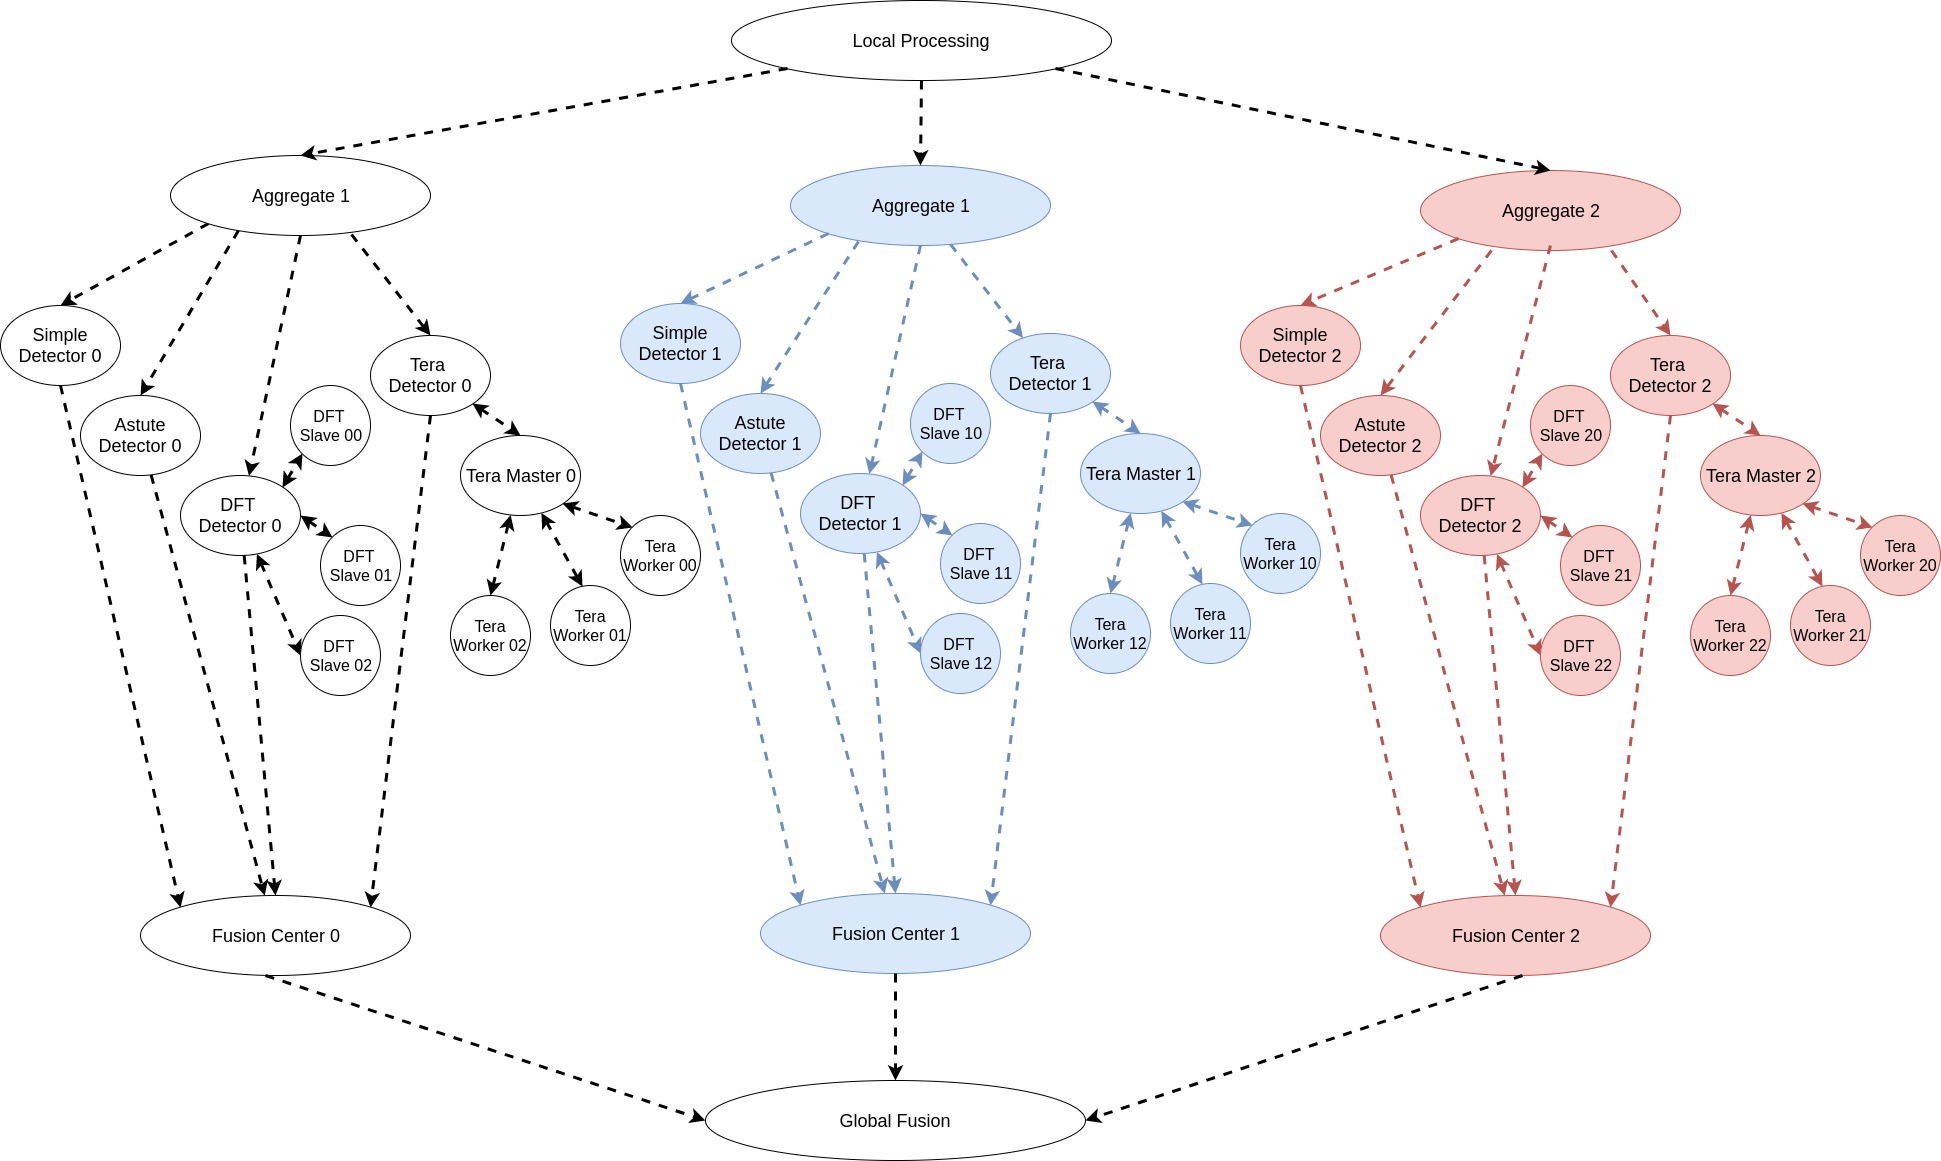 Local Processing
Aggregate 1
Aggregate 1
Aggregate 2
Simple
Detector 0
Astute
Detector 0
DFT
Detector 0
DFT
Slave 00
DFT
Slave 01
DFT
Slave 02
Tera
Detector 0
Tera Master 0
Tera
Worker 00
Tera
Worker 01
Tera
Worker 02
Simple
Detector 1
Astute
Detector 1
DFT
Detector 1
DFT
Slave 10
DFT
Slave 11
DFT
Slave 12
Tera
Detector 1
Tera Master 1
Tera
Worker 10
Tera
Worker 11
Tera
Worker 12
Simple
Detector 2
Astute
Detector 2
DFT
Detector 2
DFT
Slave 20
DFT
Slave 21
DFT
Slave 22
Tera
Detector 2
Tera Master 2
Tera
Worker 20
Tera
Worker 21
Tera
Worker 22
Fusion Center 0
Fusion Center 1
Fusion Center 2
Global Fusion